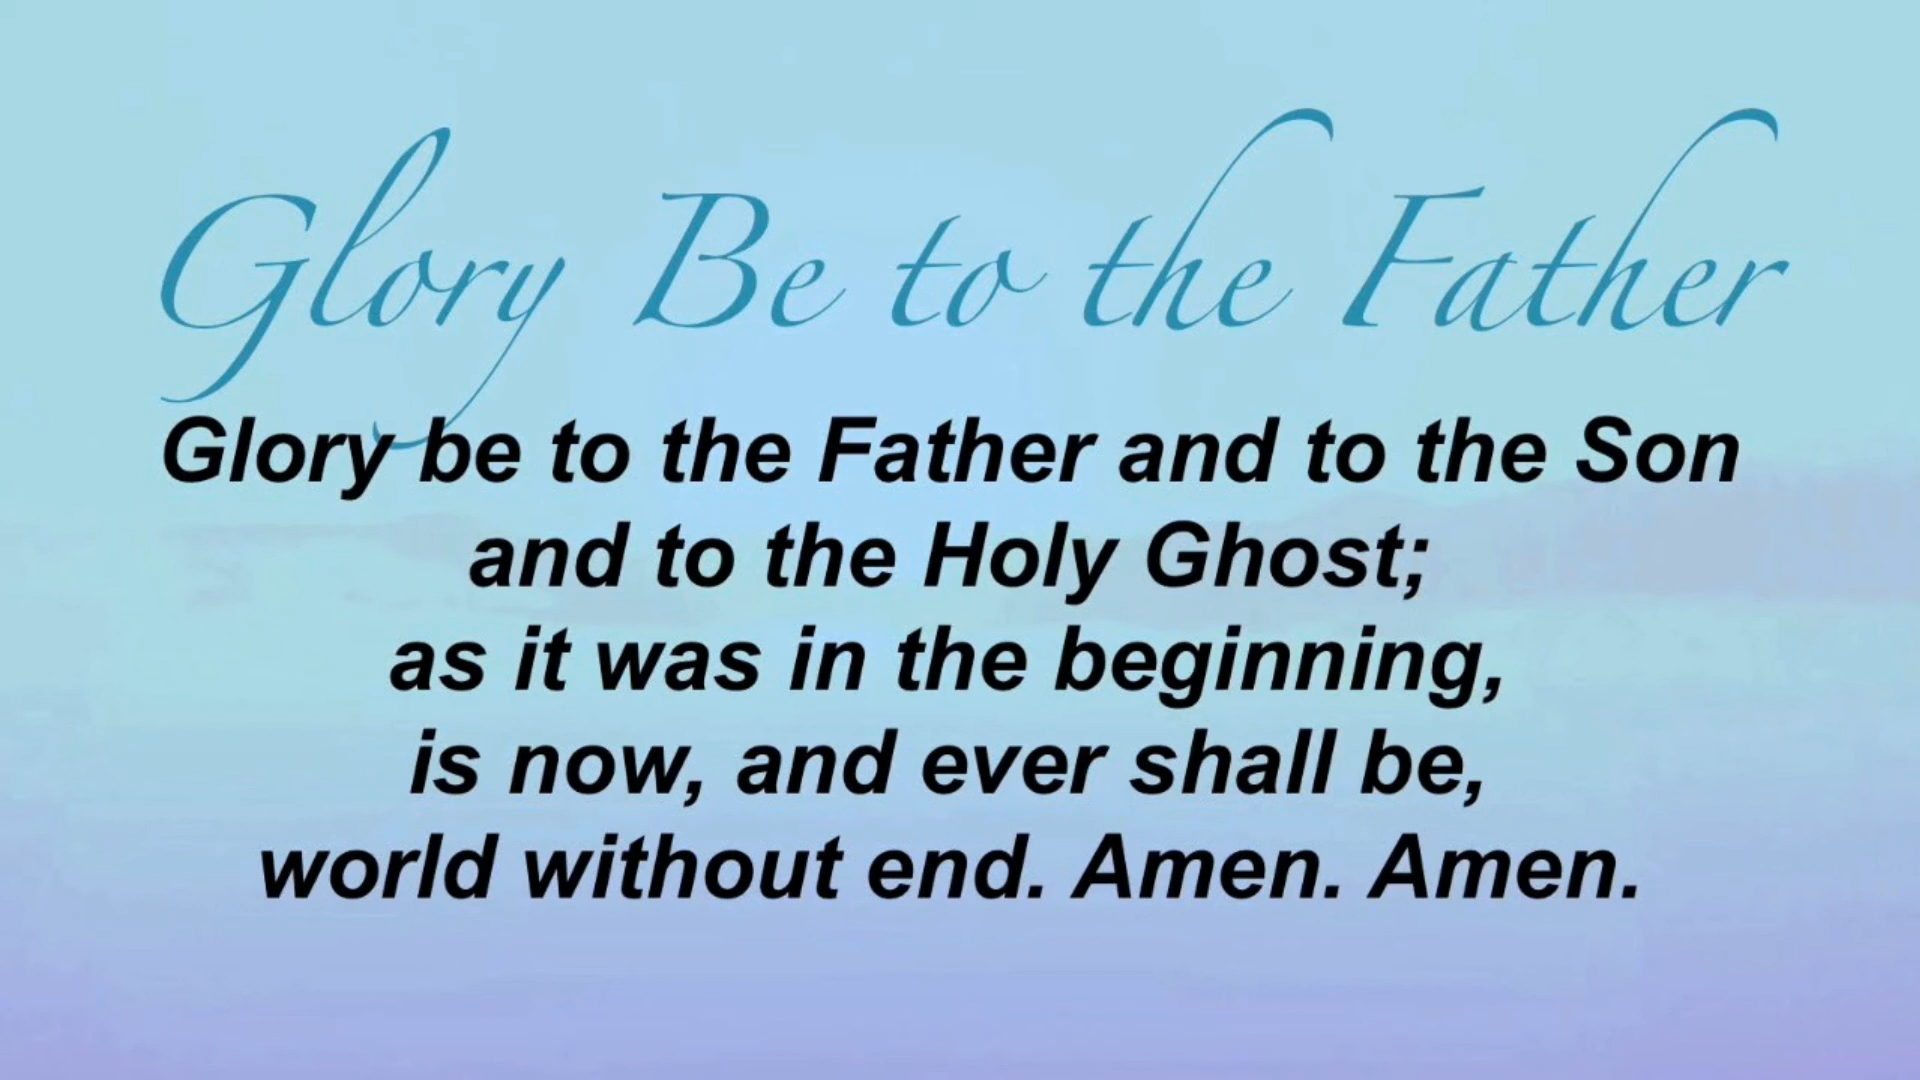 Glory Be to the Father
Glory be to the Father and to the Son
and to the Holy Ghost;
as it was in the beginning,
is now, and ever shall be,
world without end. Amen. Amen.